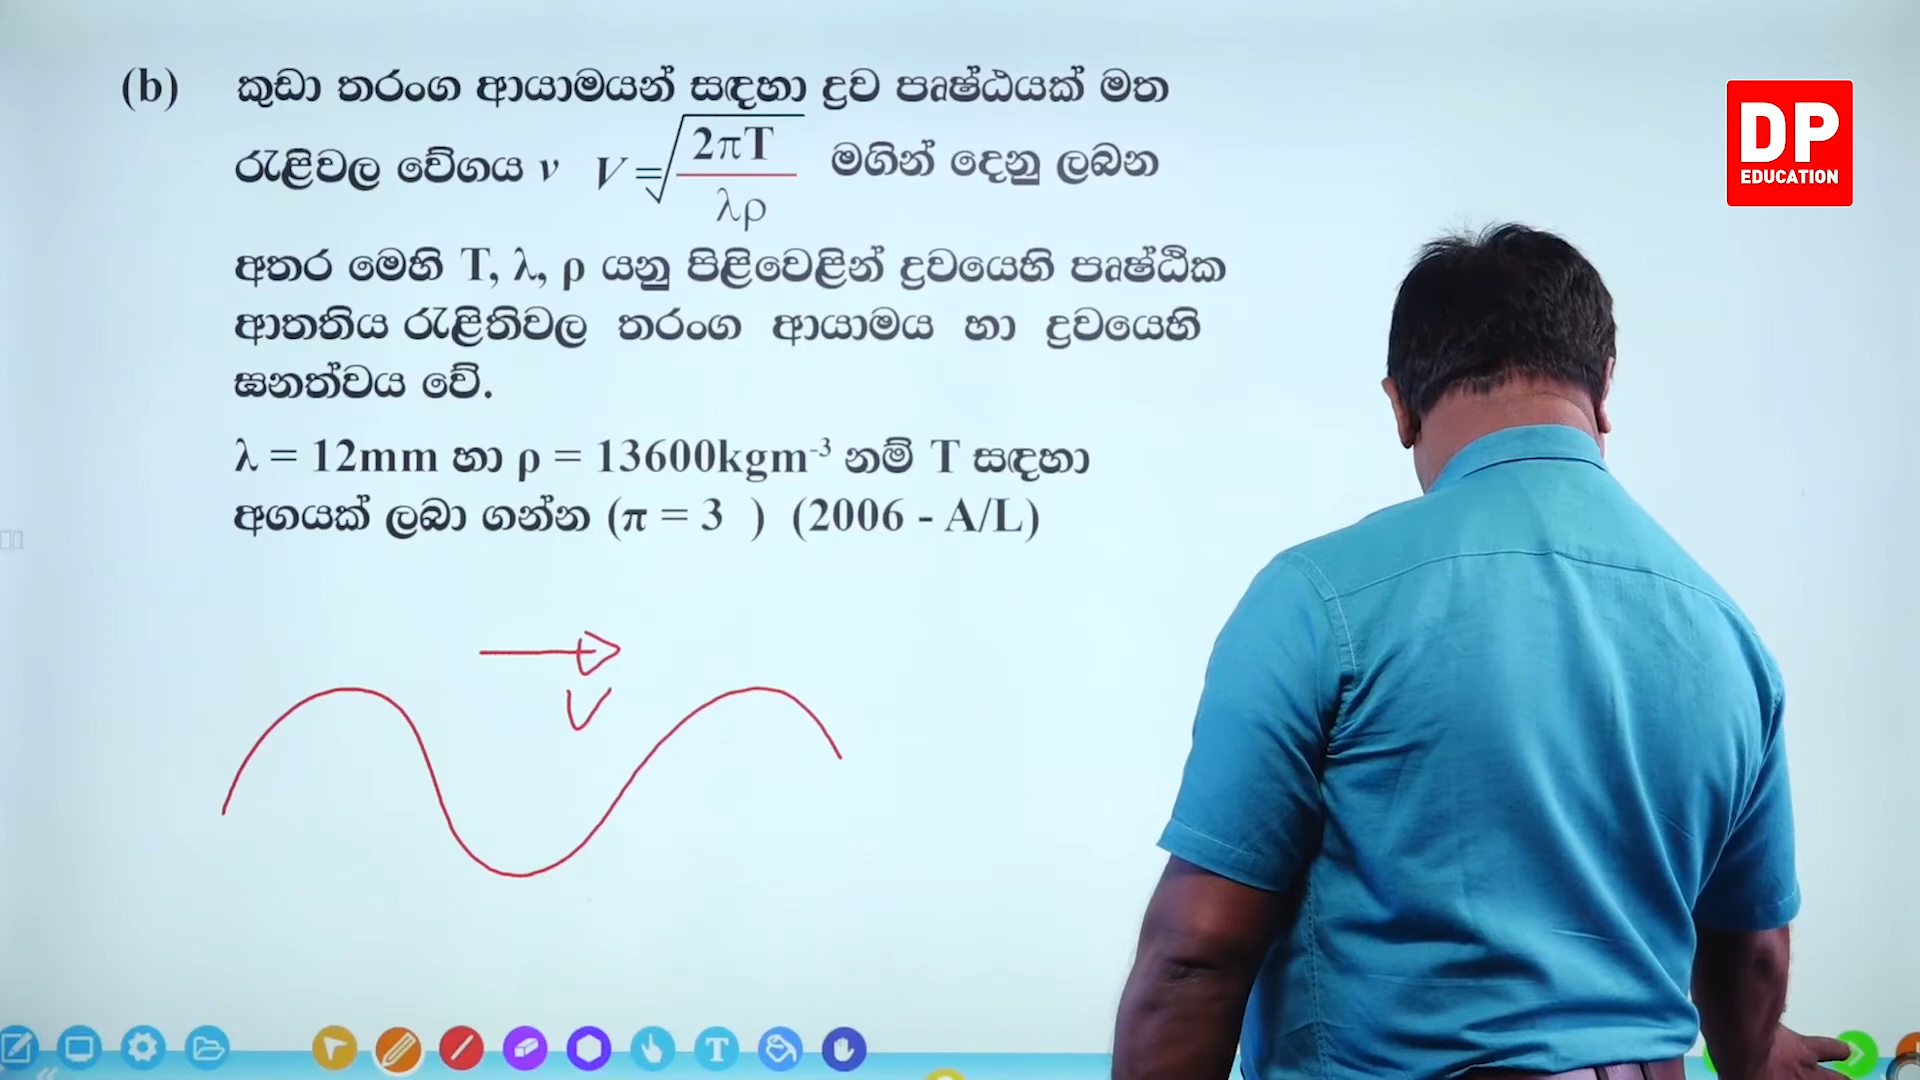 (b) කුඩා තරංග ආයාමයන් සඳහා ද්‍රව පෘෂ්ඨයක් මත
රැළිවල වේගය v V = √(2πT/λρ) මගින් දෙනු ලබන
අතර මෙහි T, λ, ρ යනු පිළිවෙළින් ද්‍රවයෙහි පෘෂ්ඨික
ආතතිය රැළිතිවල තරංග ආයාමය හා ද්‍රවයෙහි
ඝනත්වය වේ.
λ = 12mm හා ρ = 13600kgm⁻³ නම් T සඳහා
අගයක් ලබා ගන්න (π = 3 ) (2006 - A/L)
V
DP
EDUCATION
T